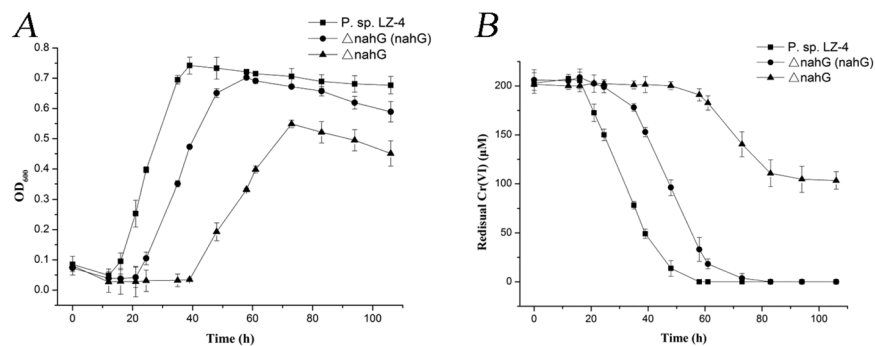 A
P. sp. LZ-4
△nahG (nahG)
△nahG
0.8
0.7
0.6
0.5
0.4
0.3
0.2
0.1
0.0
OD600
0 20 40 60 80 100
Time (h)
B
P. sp. LZ-4
△nahG (nahG)
△nahG
250
200
150
100
50
0
Redisual Cr(VI) (µM)
0 20 40 60 80 100
Time (h)